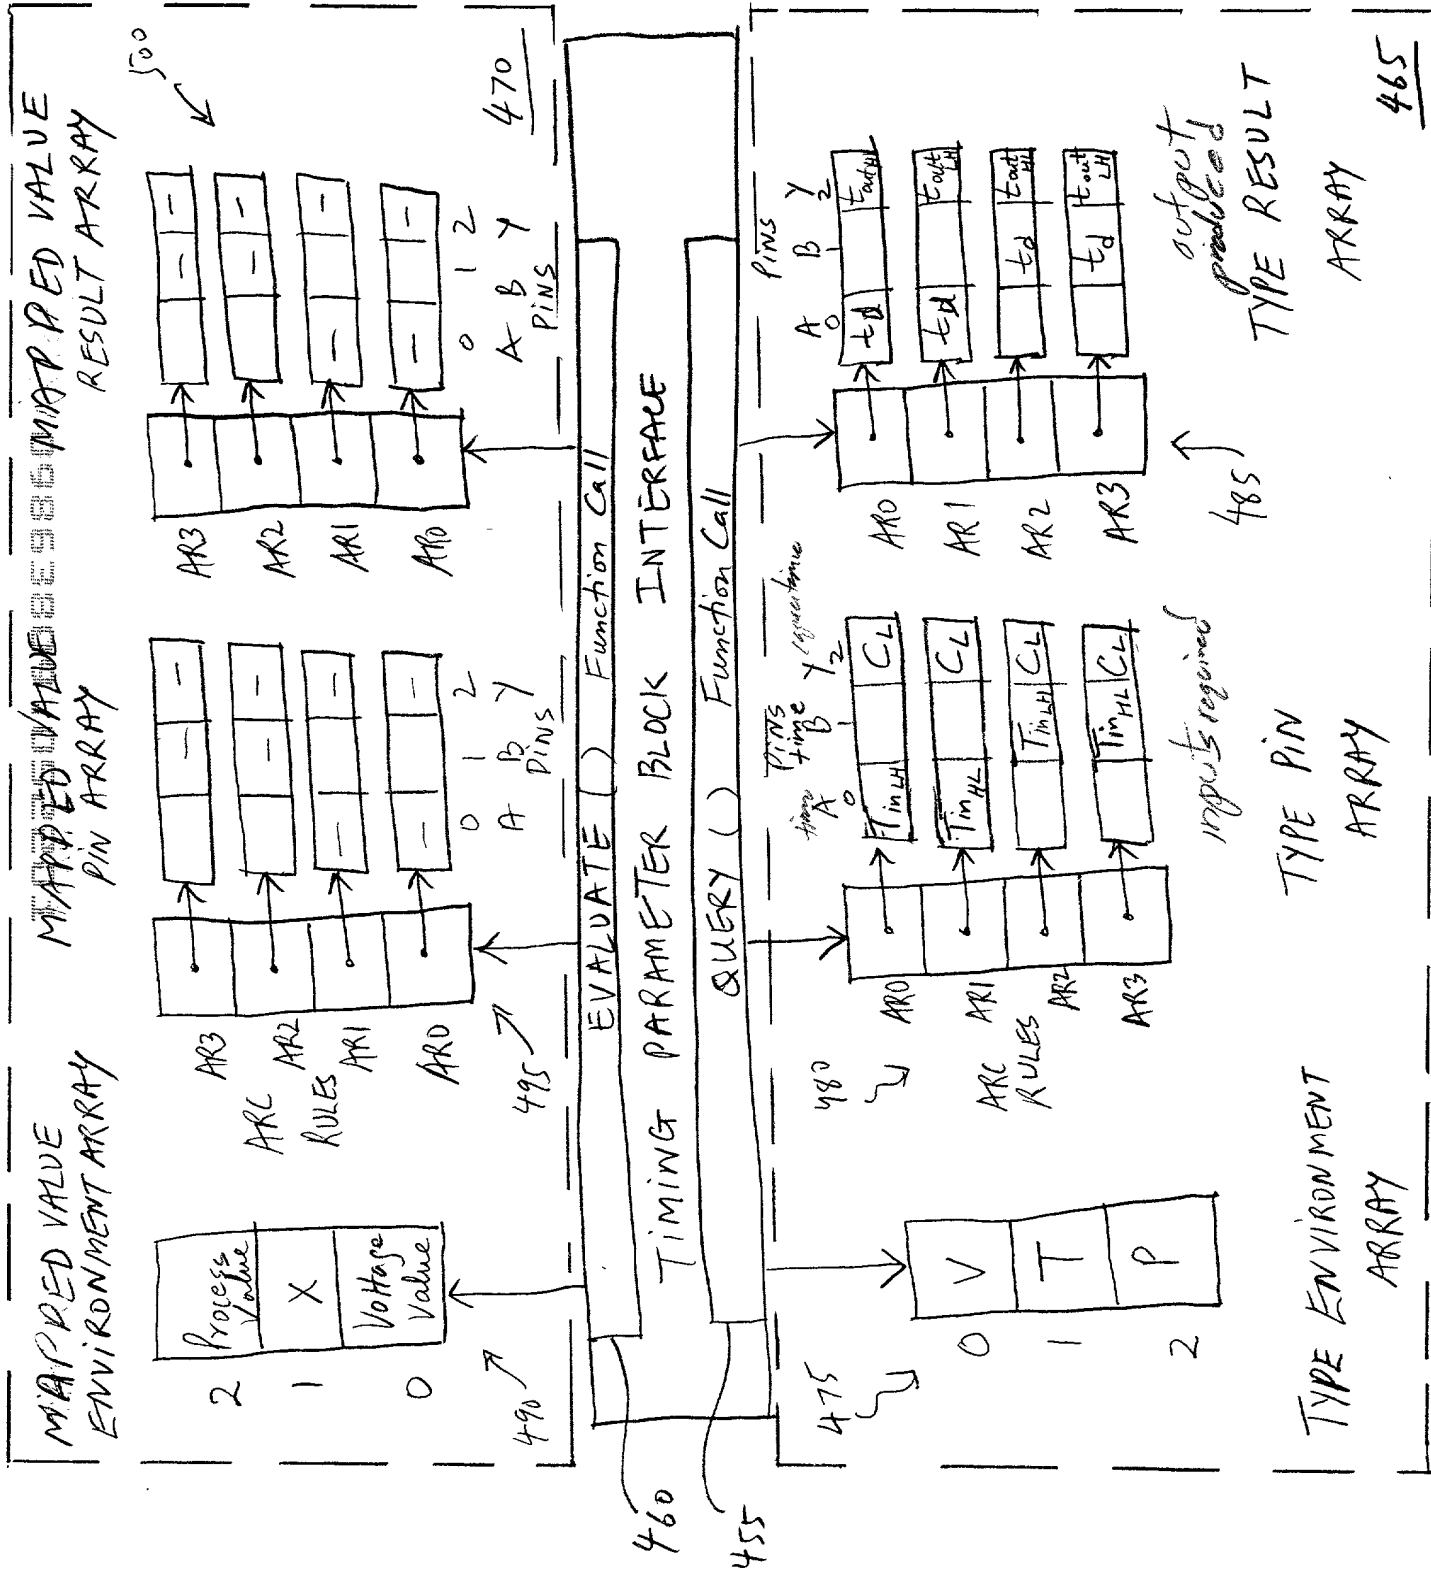 MAPPED VALUE
ENVIRONMENT ARRAY
2
Process
Value
1
X
0
Voltage
Value
490
MAPPED VALUE
PIN ARRAY
AR3
AR2
AR1
AR0
ARC
RULES
495
— —
— —
— —
— —
0 1 2
A B Y
PINS
MAPPED VALUE
RESULT ARRAY
AR3
AR2
AR1
AR0
— —
— —
— —
— —
0 1 2
A B Y
PINS
500
470
EVALUATE ( ) Function Call
TIMING PARAMETER BLOCK INTERFACE
QUERY ( ) Function Call
460
455
475
0 V
1 T
2 P
TYPE ENVIRONMENT
ARRAY
480
AR0
AR1
AR2
AR3
ARC
RULES
Pins
time
time
capacitance
A B Y
0 2
Tin LH CL
Tin HL CL
Tin LH CL
Tin HL CL
inputs required
TYPE PIN
ARRAY
AR0
AR1
AR2
AR3
485
Pins
A B Y
0 2
td tout HL
td tout LH
td tout HL
td tout LH
output
produced
TYPE RESULT
ARRAY
465